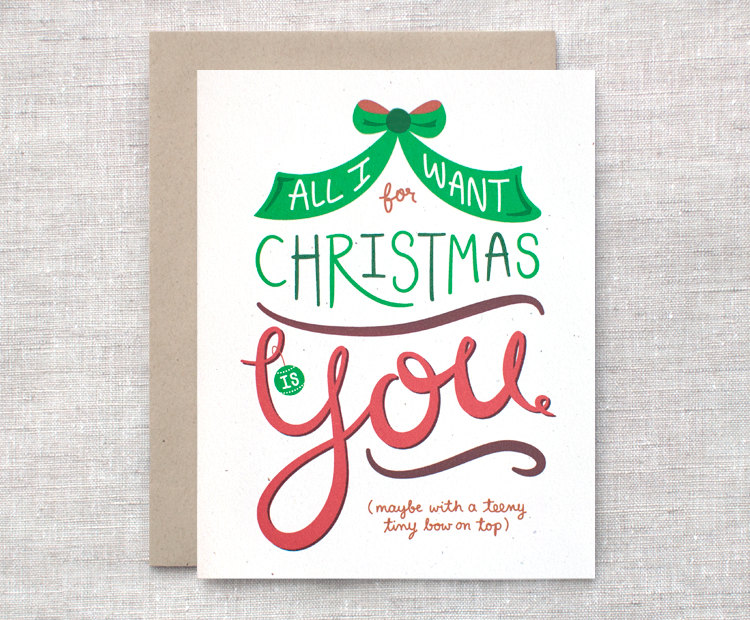 ALL I WANT
for
CHRISTMAS
IS
you
(maybe with a teeny
tiny bow on top)